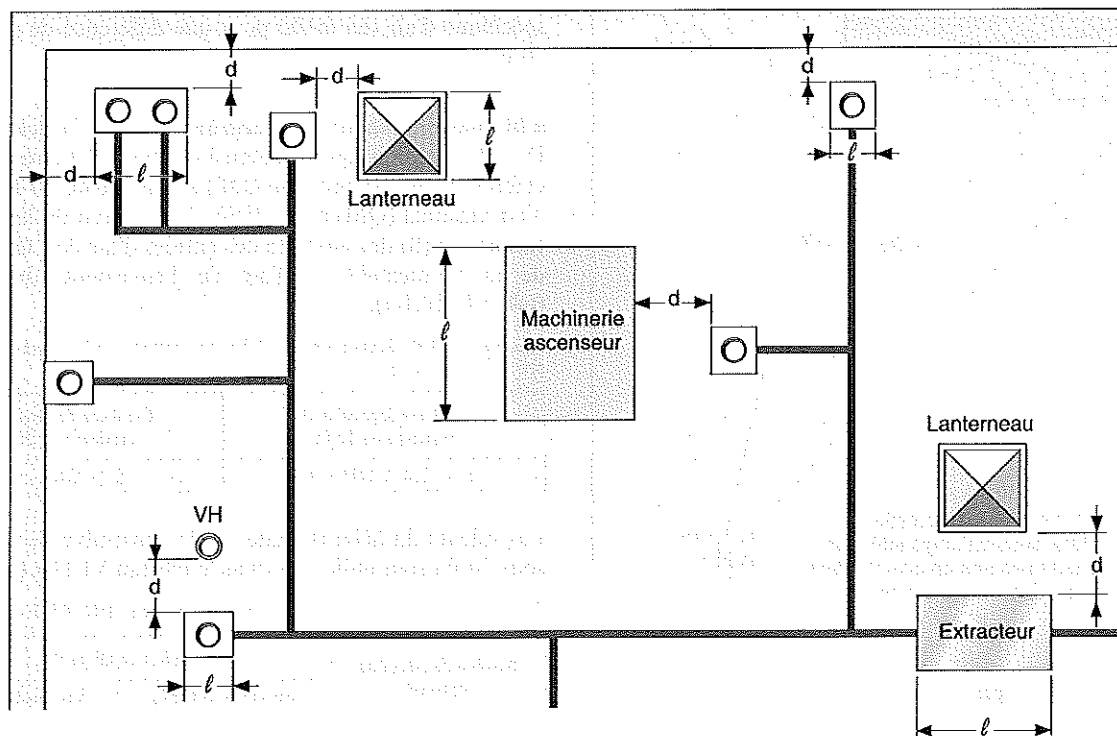 d
d
d
d
ℓ
Lanterneau
ℓ
ℓ
ℓ
Machinerie
ascenseur
d
Lanterneau
VH
d
d
Extracteur
ℓ
ℓ